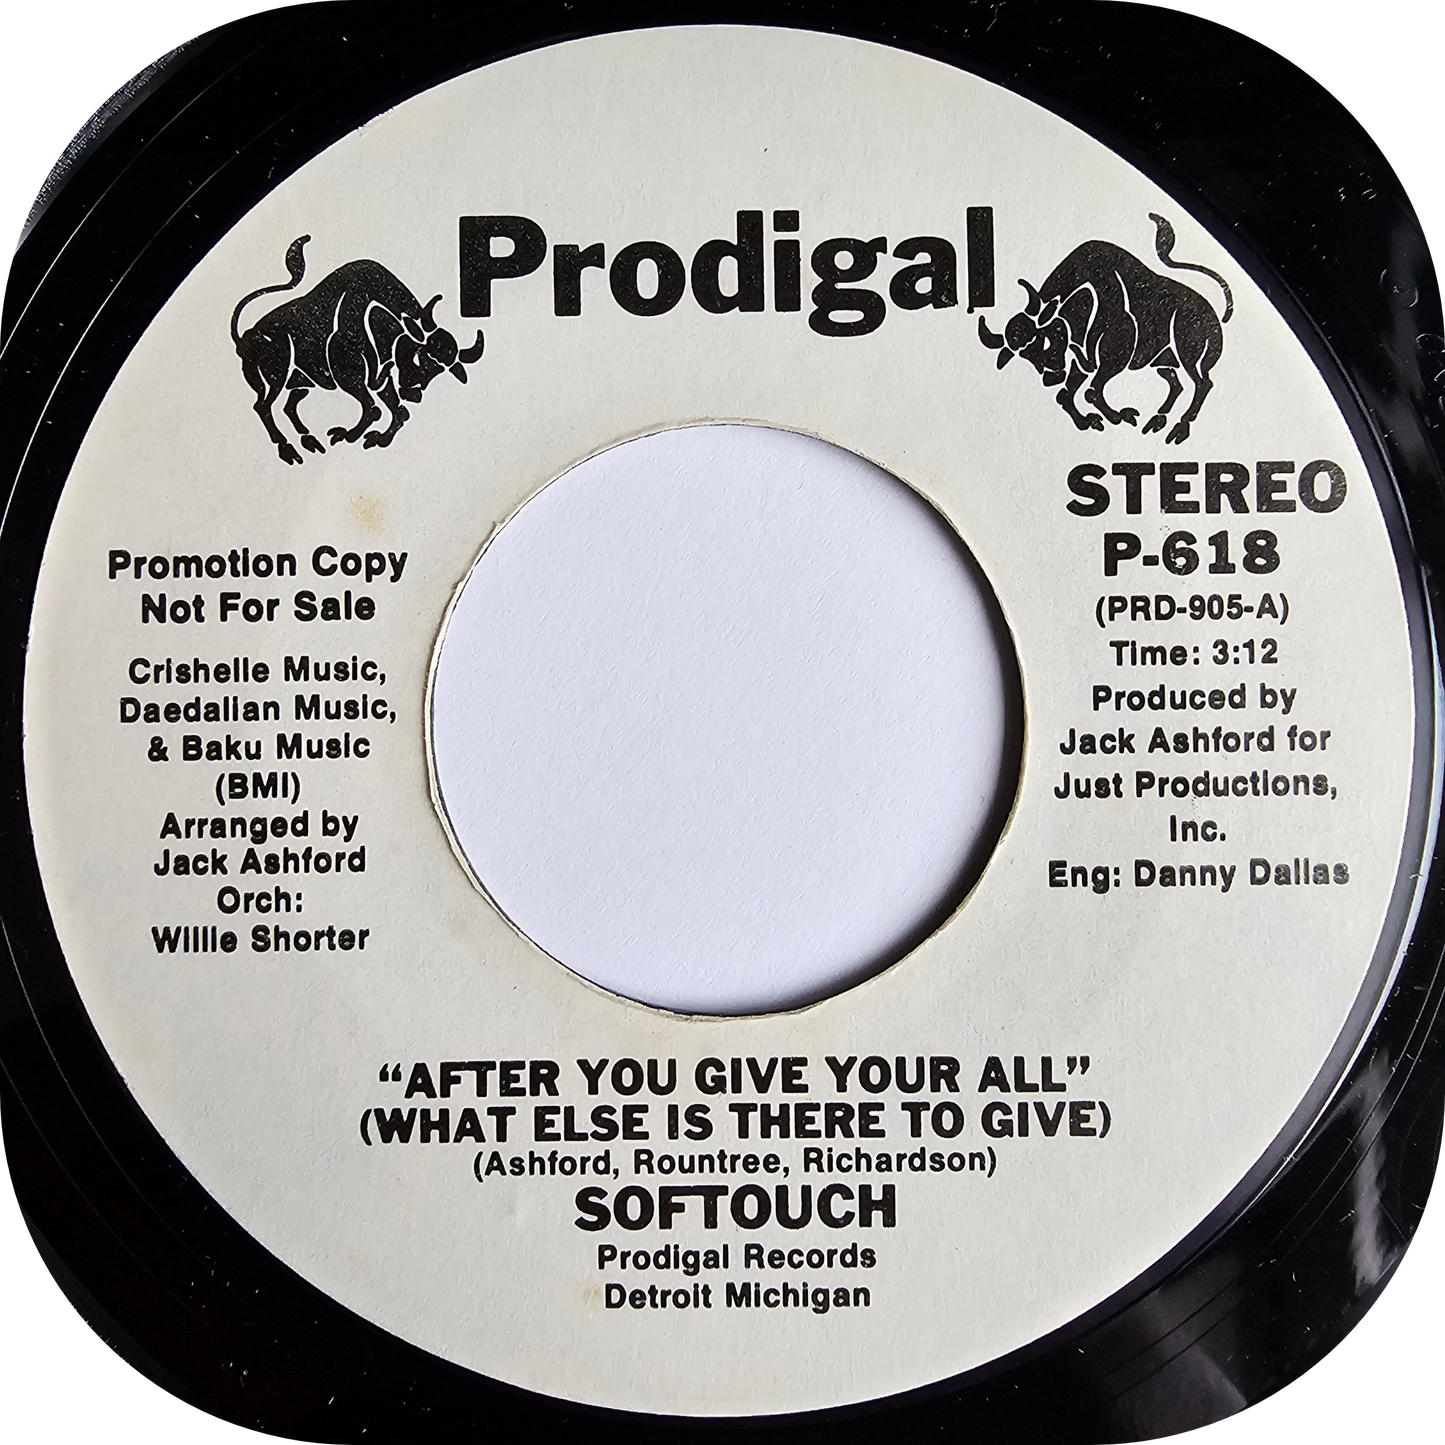 Prodigal
Promotion Copy
Not For Sale
Crishelle Music,
Daedalian Music,
& Baku Music
(BMI)
Arranged by
Jack Ashford
Orch:
Willie Shorter
STEREO
P-618
(PRD-905-A)
Time: 3:12
Produced by
Jack Ashford for
Just Productions,
Inc.
Eng: Danny Dallas
“AFTER YOU GIVE YOUR ALL”
(WHAT ELSE IS THERE TO GIVE)
(Ashford, Rountree, Richardson)
SOFTOUCH
Prodigal Records
Detroit Michigan